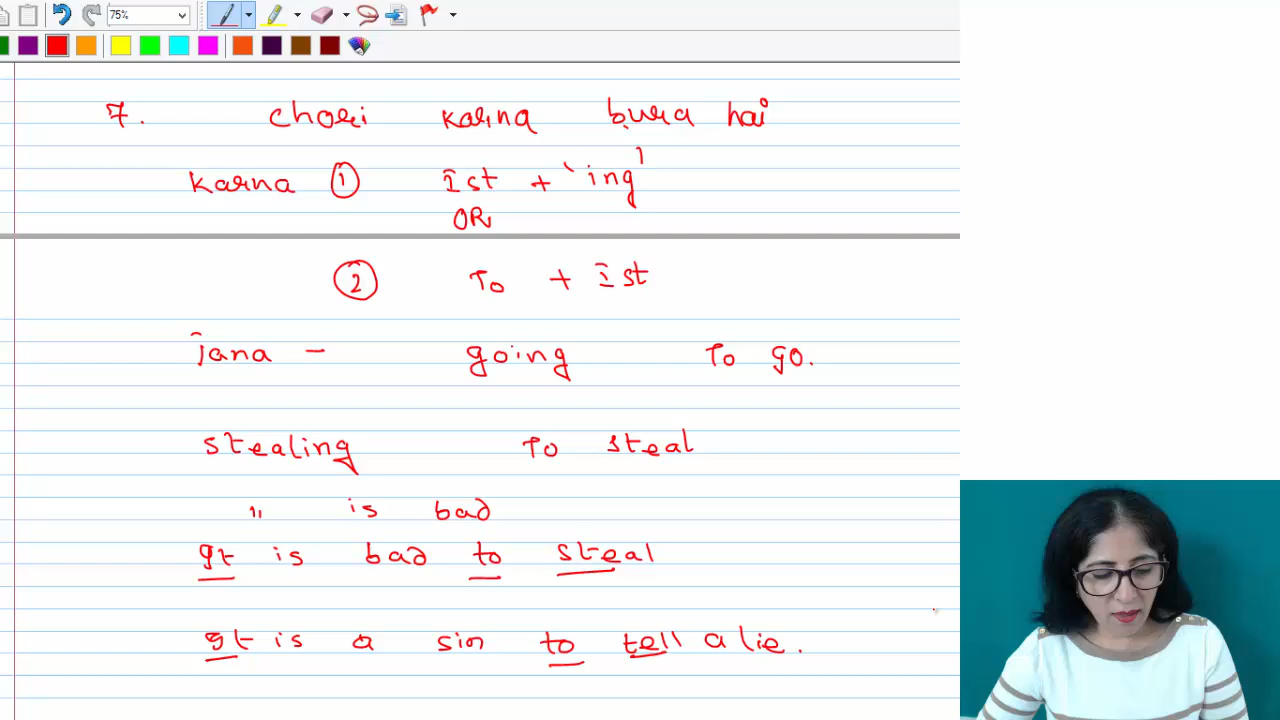 75%
7. chori karna bura hai
Karna ① Ist + 'ing'
OR
② To + Ist
Jana - going To go.
stealing To steal
" is bad
It is bad to steal
It is a sin to tell a lie.